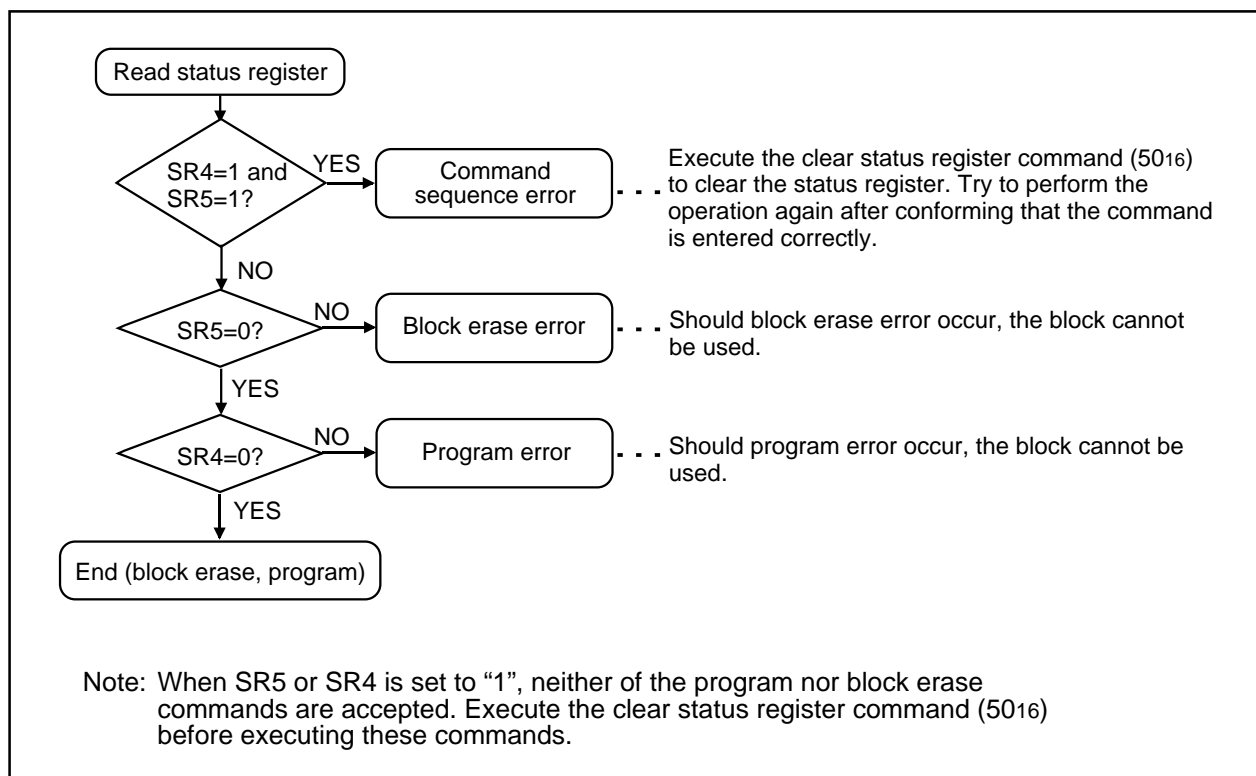 Read status register
SR4=1 and
SR5=1?
YES
Command
sequence error
Execute the clear status register command (5016)
to clear the status register. Try to perform the
operation again after conforming that the command
is entered correctly.
NO
SR5=0?
NO
Block erase error
Should block erase error occur, the block cannot
be used.
YES
SR4=0?
NO
Program error
Should program error occur, the block cannot be
used.
YES
End (block erase, program)
Note: When SR5 or SR4 is set to “1”, neither of the program nor block erase
commands are accepted. Execute the clear status register command (5016)
before executing these commands.